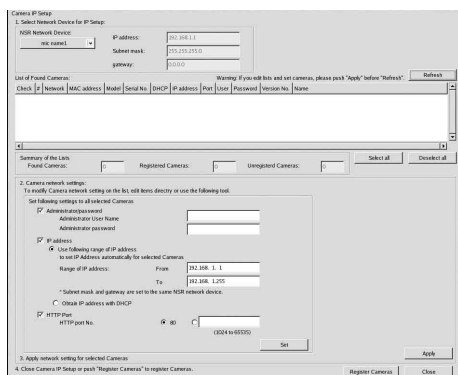 Camera IP Setup
1. Select Network Device for IP Setup:
NSR Network Device:
mic name1
IP address: 192.168.1.1
Subnet mask: 255.255.255.0
gateway: 0.0.0.0
List of Found Cameras: Warning: If you edit lists and set cameras, please push "Apply" before "Refresh". Refresh
Check # Network MAC address Model Serial No. DHCP IP address Port User Password Version No. Name
Summary of the Lists
Found Cameras: 0 Registered Cameras: 0 Unregisterd Cameras: 0 Select all Deselect all
2. Camera network settings:
To modify Camera network setting on the list, edit items directry or use the following tool.
Set following settings to all selected Cameras
Administrator/password
Administrator User Name
Administrator password
IP address
Use following range of IP address
to set IP Address automatically for selected Cameras
Range of IP address: From 192.168. 1. 1
To 192.168. 1.255
* Subnet mask and gateway are set to the same NSR network device.
Obtain IP address with DHCP
HTTP Port
HTTP port No. 80
(1024 to 65535)
Set
3. Apply network setting for selected Cameras Apply
4. Close Camera IP Setup or push "Register Cameras" to register Cameras. Register Cameras Close